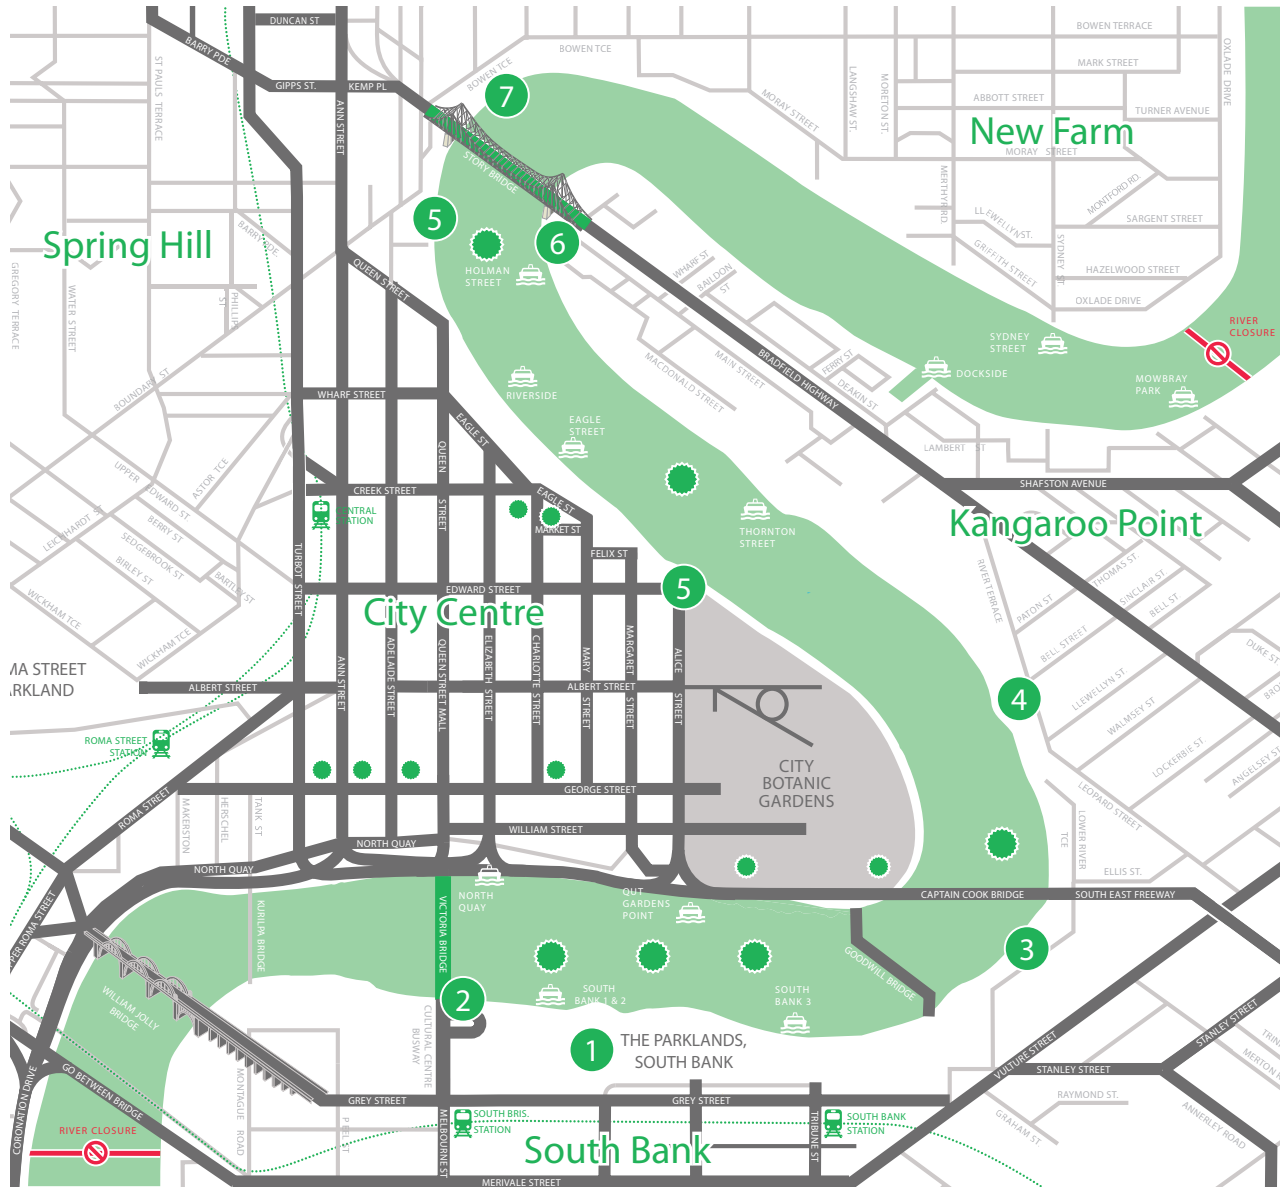 DUNCAN ST
BARRY PDE
GIPPS ST.
KEMP PL
BOWEN TCE
BOWEN TCE
BOWEN TERRACE
MARK STREET
ABBOTT STREET
TURNER AVENUE
OXLADE DRIVE
ST PAULS TERRACE
ANN STREET
7
MORAY STREET
LANGSHAW ST.
MORETON ST.
New Farm
MORAY STREET
STORY BRIDGE
MERTHYR RD.
MONTFORD RD.
LLEWELLYN ST.
SARGENT STREET
GRIFFITH STREET
SYDNEY ST
HAZELWOOD STREET
OXLADE DRIVE
5
6
Spring Hill
BARRY PDE
HOLMAN
STREET
QUEEN STREET
WHARF ST
BAILDON
ST
GREGORY TERRACE
WATER STREET
PHILLIPS
ST
RIVER
CLOSURE
SYDNEY
STREET
DOCKSIDE
MOWBRAY
PARK
MACDONALD STREET
MAIN STREET
BRADFIELD HIGHWAY
FERRY ST
DEAKIN ST
BOUNDARY ST
WHARF STREET
RIVERSIDE
EAGLE
STREET
EAGLE ST
QUEEN
STREET
LAMBERT ST
SHAFSTON AVENUE
UPPER EDWARD ST.
ASTOR TCE
CREEK STREET
EAGLE ST
MARKET ST
CENTRAL
STATION
THORNTON
STREET
Kangaroo Point
LEICHHARDT ST
BERRY ST
SEDGEBROOK ST
BIRLEY ST
BARTLEY ST
WICKHAM TCE
WICKHAM TCE
TURBOT STREET
FELIX ST
EDWARD STREET
5
City Centre
RIVER TERRACE
THOMAS ST.
SINCLAIR ST
PATON ST
BELL ST.
BELL STREET
DUKE ST
MA STREET
ARKLAND
ALBERT STREET
ANN STREET
ADELAIDE STREET
QUEEN STREET MALL
ELIZABETH STREET
CHARLOTTE STREET
MARY
STREET
MARGARET
STREET
ALICE
STREET
ALBERT STREET
4
LLEWELLYN ST
WALMSEY ST
LOCKERBIE ST.
ANGELSEY ST
LEOPARD STREET
ROMA STREET
STATION
CITY
BOTANIC
GARDENS
ROMA STREET
MAKERSTON
HERSCHEL
TANK ST
GEORGE STREET
WILLIAM STREET
NORTH QUAY
NORTH QUAY
LOWER RIVER
TCE
ELLIS ST.
CAPTAIN COOK BRIDGE
SOUTH EAST FREEWAY
NORTH
QUAY
QUT
GARDENS
POINT
KURILPA BRIDGE
VICTORIA BRIDGE
GOODWILL BRIDGE
3
PPER ROMA STREET
WILLIAM JOLLY
BRIDGE
SOUTH
BANK 1 & 2
SOUTH
BANK 3
2
1
THE PARKLANDS,
SOUTH BANK
CULTURAL CENTRE
BUSWAY
VULTURE STREET
STANLEY STREET
STANLEY STREET
CORONATION DRIVE
GO BETWEEN BRIDGE
MONTAGUE ROAD
PEEL ST
GREY STREET
GREY STREET
RAYMOND ST.
GRAHAM ST
ANNERLEY ROAD
RIVER CLOSURE
MELBOURNE ST
SOUTH BRIS.
STATION
TRIBUNE ST
SOUTH BANK
STATION
South Bank
MERIVALE STREET